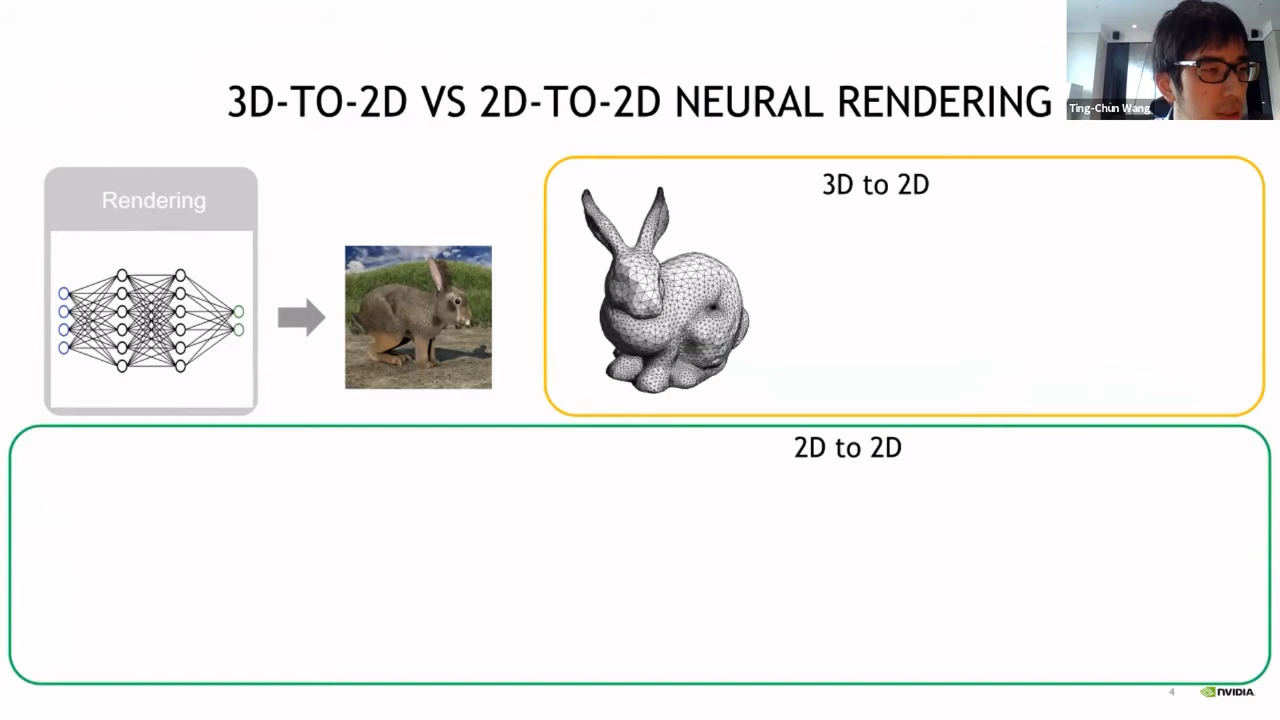 3D-TO-2D VS 2D-TO-2D NEURAL RENDERING
Ting-Chun Wang
Rendering
3D to 2D
2D to 2D
4
NVIDIA.